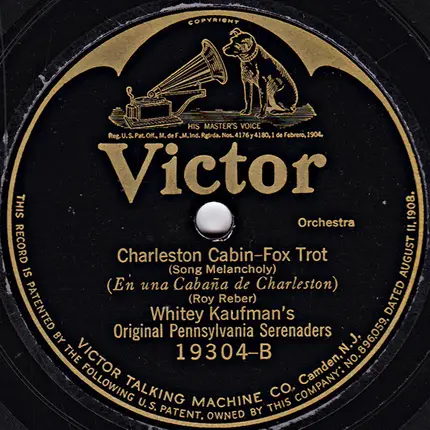 COPYRIGHT
HIS MASTER'S VOICE
Reg. U.S. Pat. Off., M. de F., M. Ind. Rgtrda. Nos. 4176 y 4180, 1 de Febrero, 1904.
Victor
Orchestra
Charleston Cabin-Fox Trot
(Song Melancholy)
(En una Cabaña de Charleston)
(Roy Reber)
Whitey Kaufman's
Original Pennsylvania Serenaders
19304-B
THIS RECORD IS PATENTED BY THE FOLLOWING U.S. PATENT, OWNED BY THIS COMPANY: NO. 896,059, DATED AUGUST 11, 1908.
VICTOR TALKING MACHINE CO. Camden, N.J.